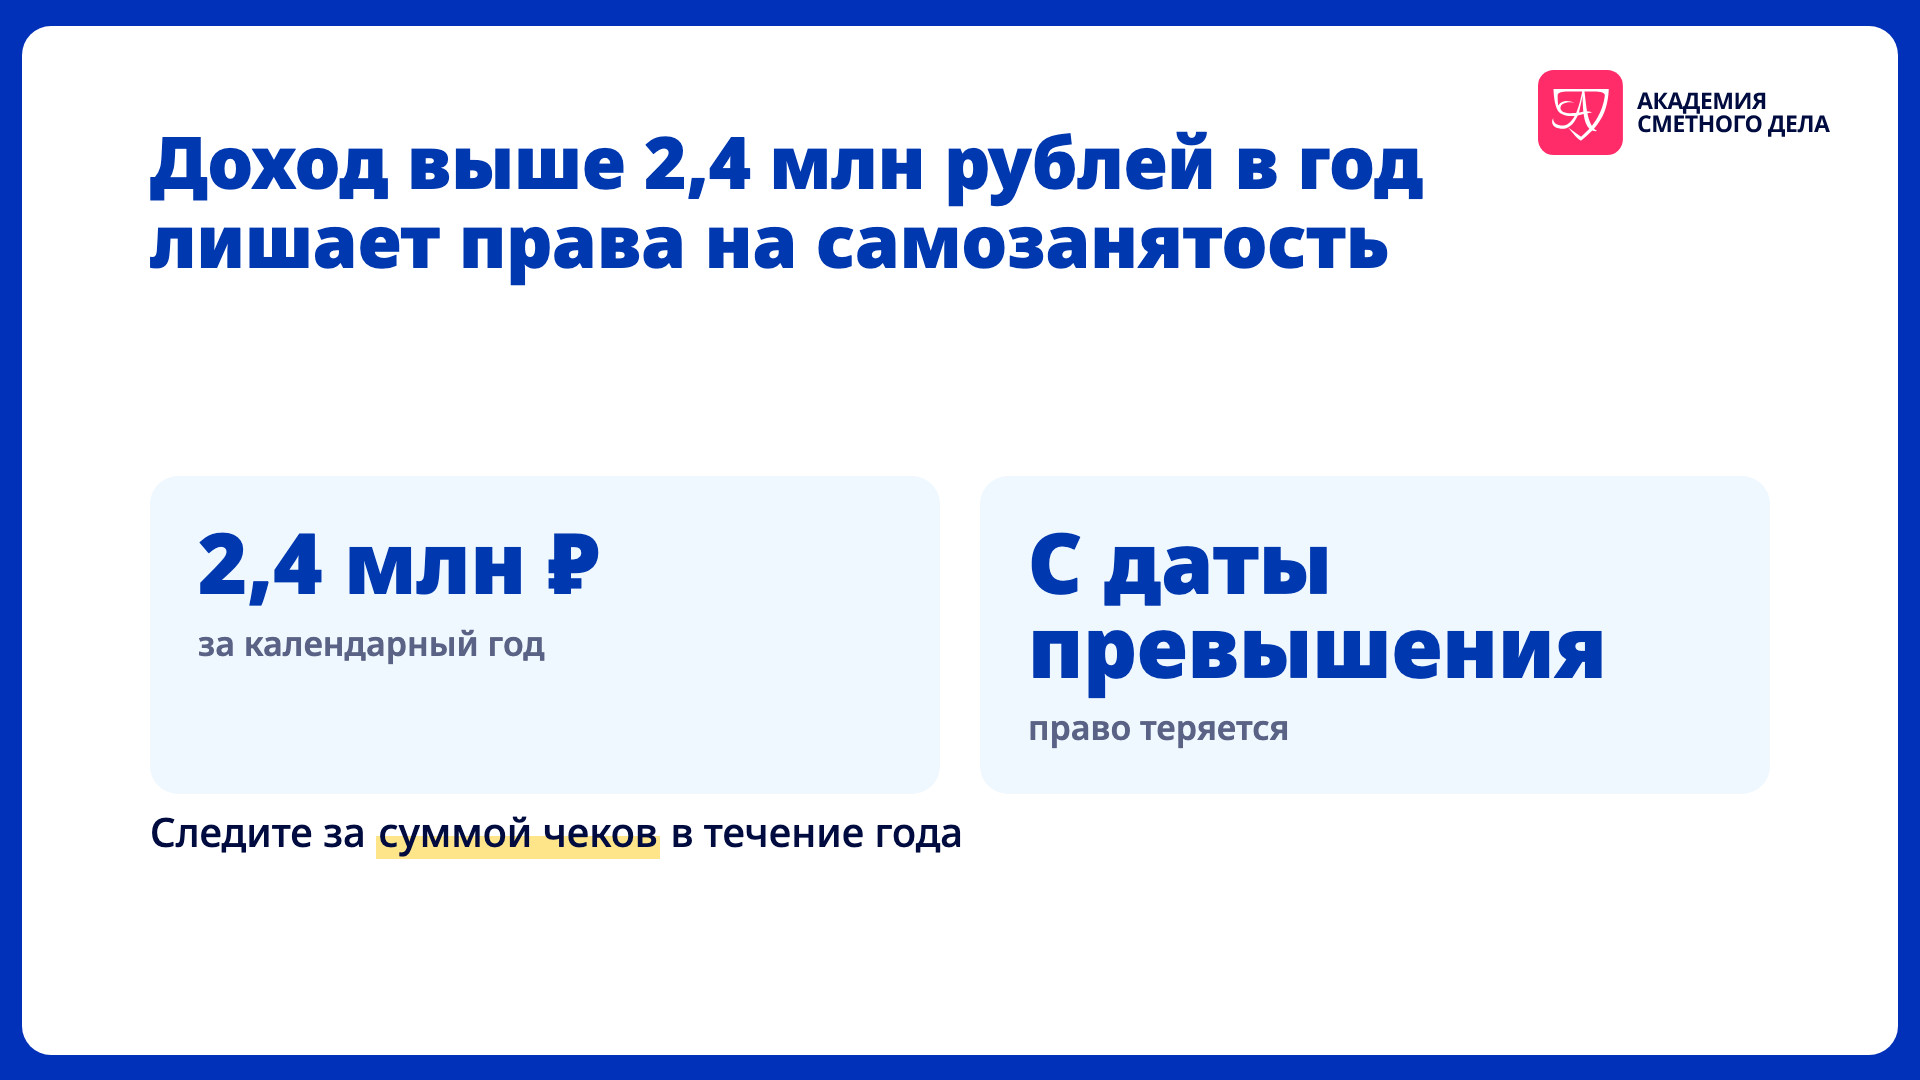 АКАДЕМИЯ
СМЕТНОГО ДЕЛА
Доход выше 2,4 млн рублей в год
лишает права на самозанятость
2,4 млн ₽
за календарный год
С даты
превышения
право теряется
Следите за суммой чеков в течение года